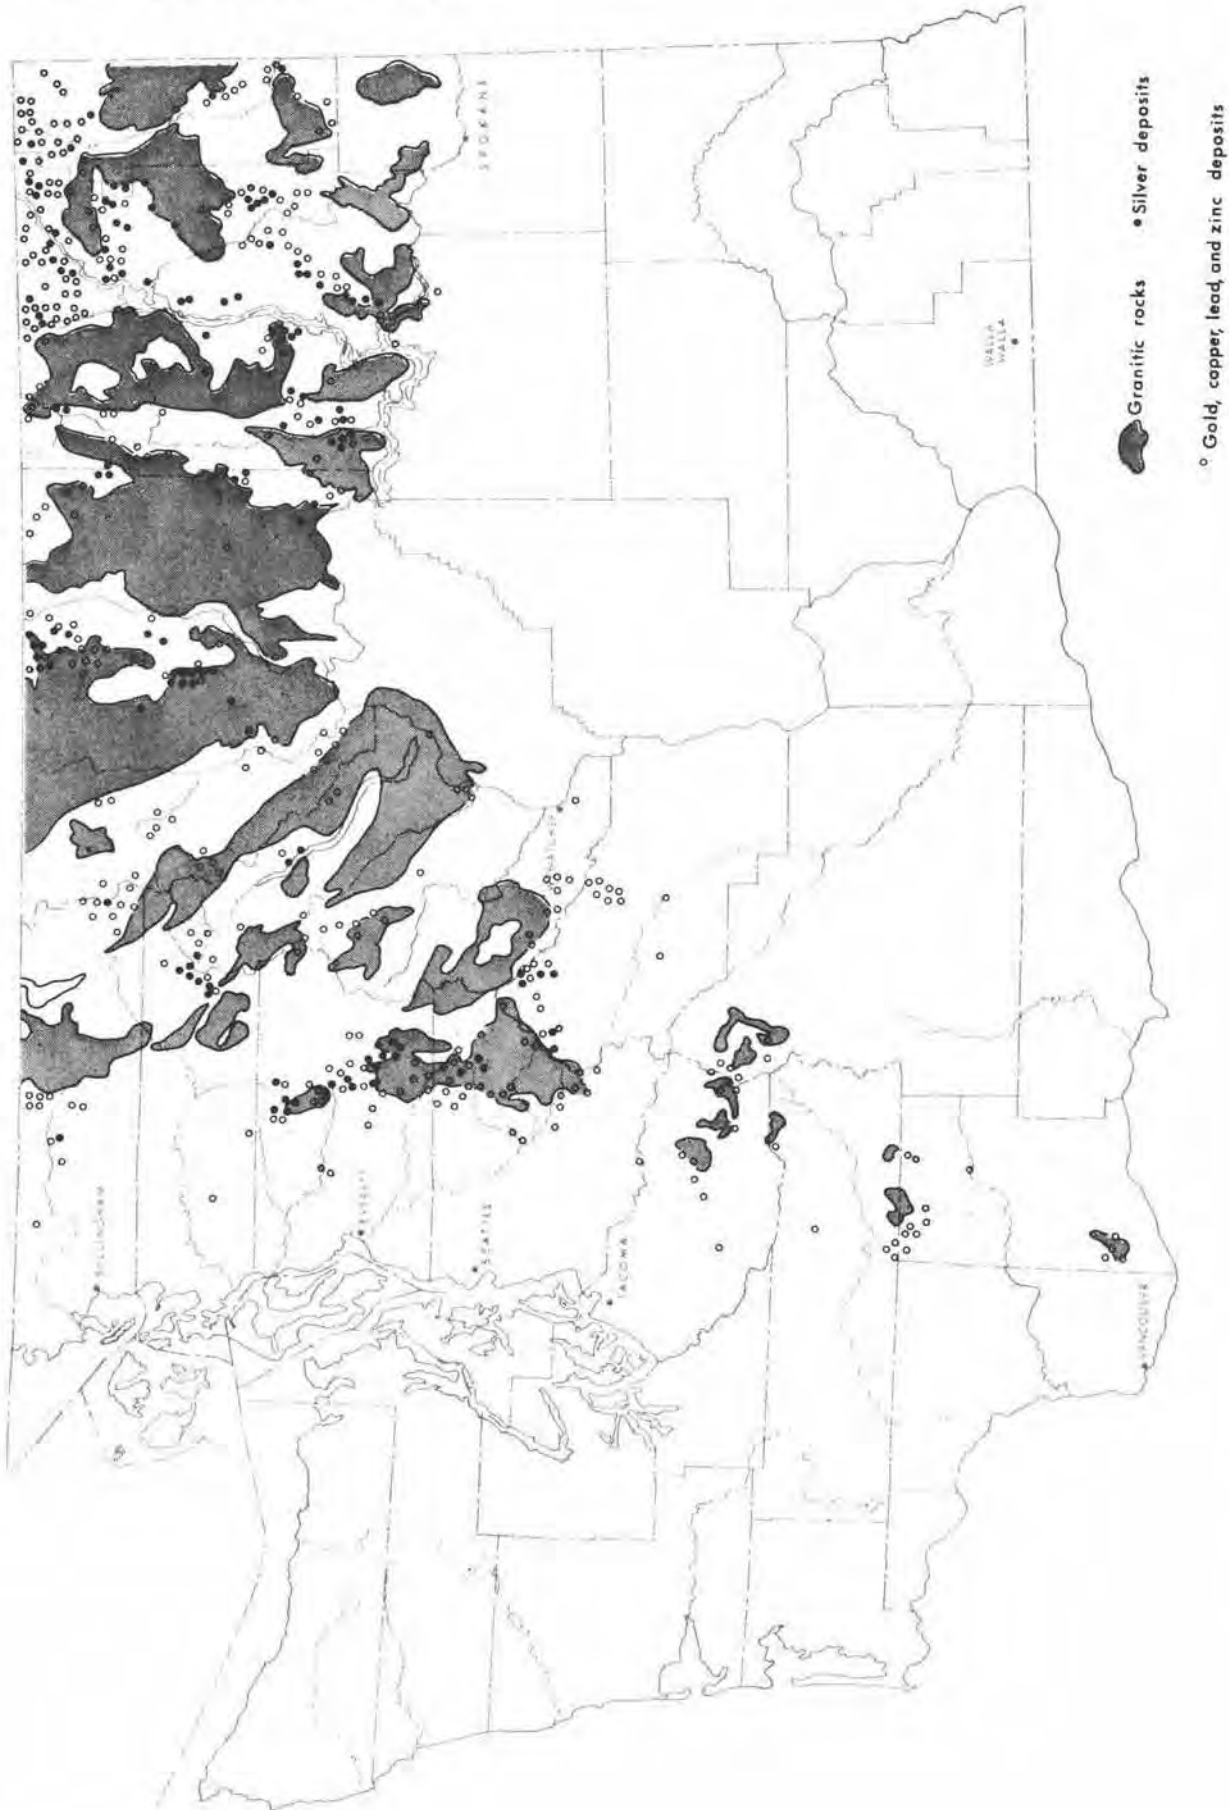 BELLINGHAM
EVERETT
SEATTLE
TACOMA
WENATCHEE
SPOKANE
WALLA
WALLA
VANCOUVER
Granitic rocks
Silver deposits
Gold, copper, lead, and zinc deposits